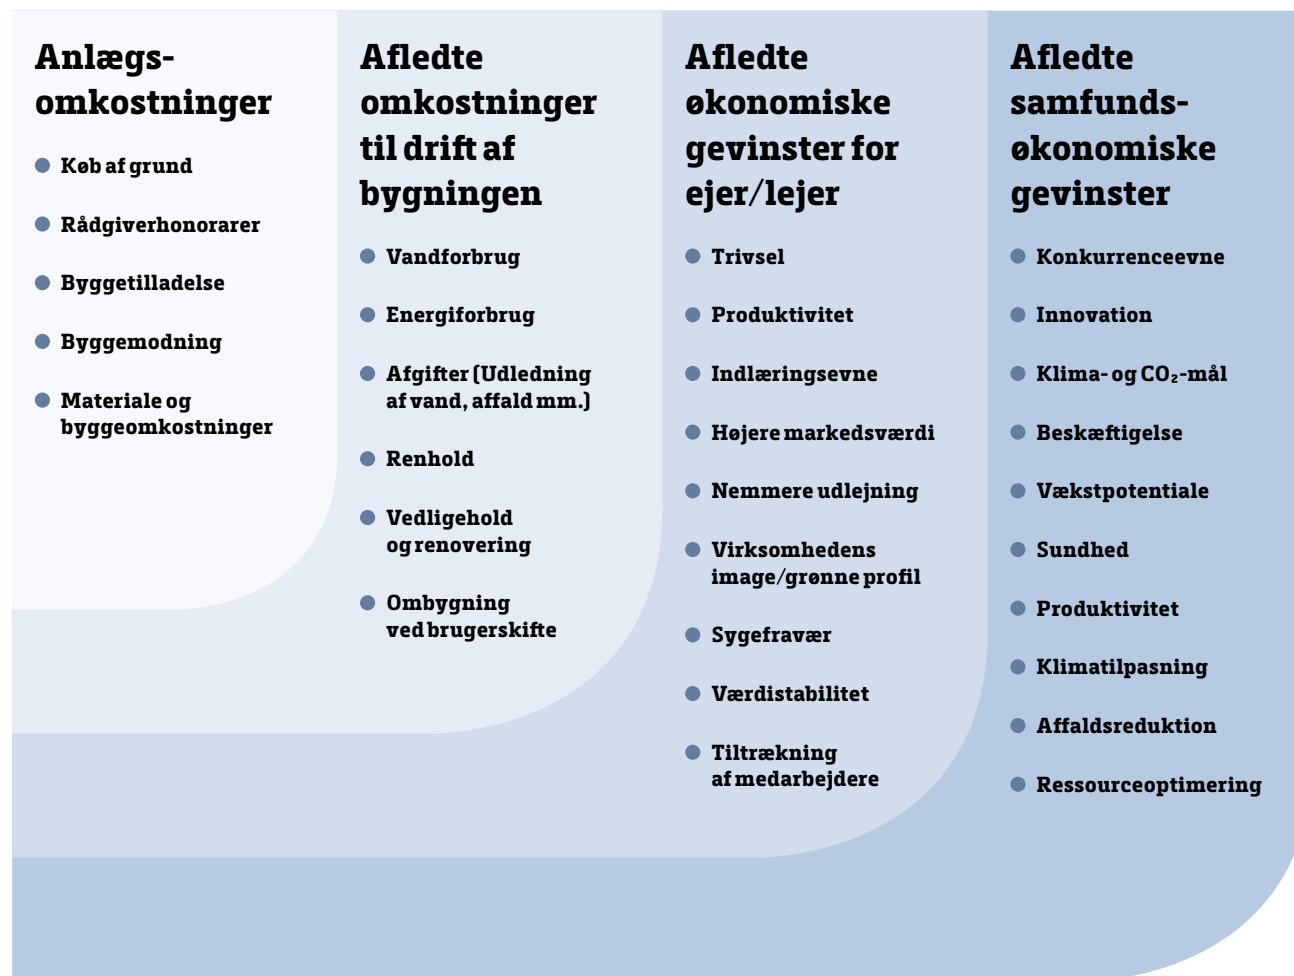 Anlægs-
omkostninger
Køb af grund
Rådgiverhonorarer
Byggetilladelse
Byggemodning
Materiale og
byggeomkostninger
Afledte
omkostninger
til drift af
bygningen
Vandforbrug
Energiforbrug
Afgifter (Udledning
af vand, affald mm.)
Renhold
Vedligehold
og renovering
Ombygning
ved brugerskifte
Afledte
økonomiske
gevinster for
ejer/lejer
Trivsel
Produktivitet
Indlæringsevne
Højere markedsværdi
Nemmere udlejning
Virksomhedens
image/grønne profil
Sygefravær
Værdistabilitet
Tiltrækning
af medarbejdere
Afledte
samfunds-
økonomiske
gevinster
Konkurrenceevne
Innovation
Klima- og CO₂-mål
Beskæftigelse
Vækstpotentiale
Sundhed
Produktivitet
Klimatilpasning
Affaldsreduktion
Ressourceoptimering